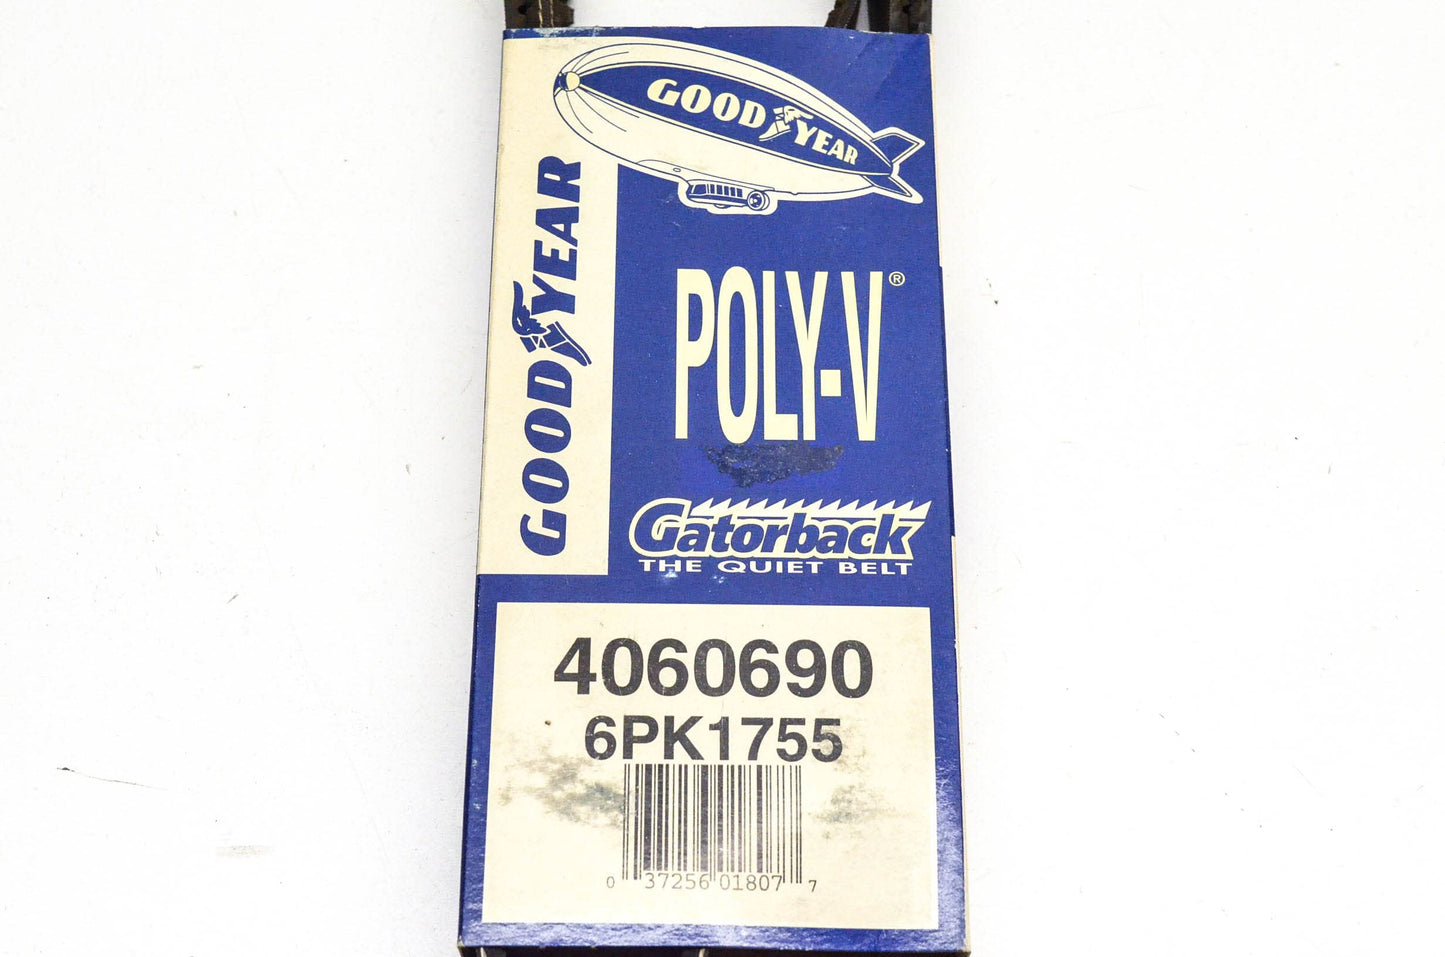 GOODYEAR
GOODYEAR
POLY-V®
Gatorback
THE QUIET BELT
4060690
6PK1755
0 37256 01807 7